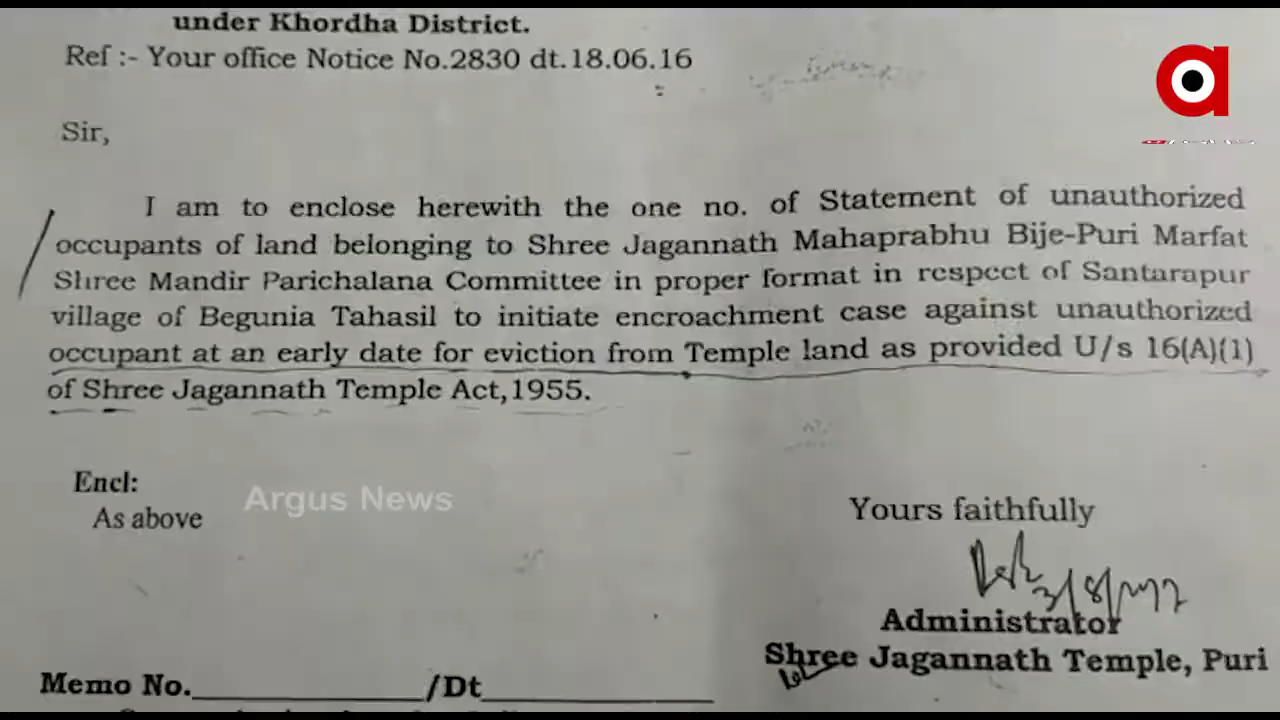 under Khordha District.
Ref :- Your office Notice No.2830 dt.18.06.16
Sir,
I am to enclose herewith the one no. of Statement of unauthorized
occupants of land belonging to Shree Jagannath Mahaprabhu Bije-Puri Marfat
Shree Mandir Parichalana Committee in proper format in respect of Santarapur
village of Begunia Tahasil to initiate encroachment case against unauthorized
occupant at an early date for eviction from Temple land as provided U/s 16(A)(1)
of Shree Jagannath Temple Act,1955.
Encl:
As above
Argus News
Yours faithfully
Administrator
Shree Jagannath Temple, Puri
Memo No.____________/Dt____________